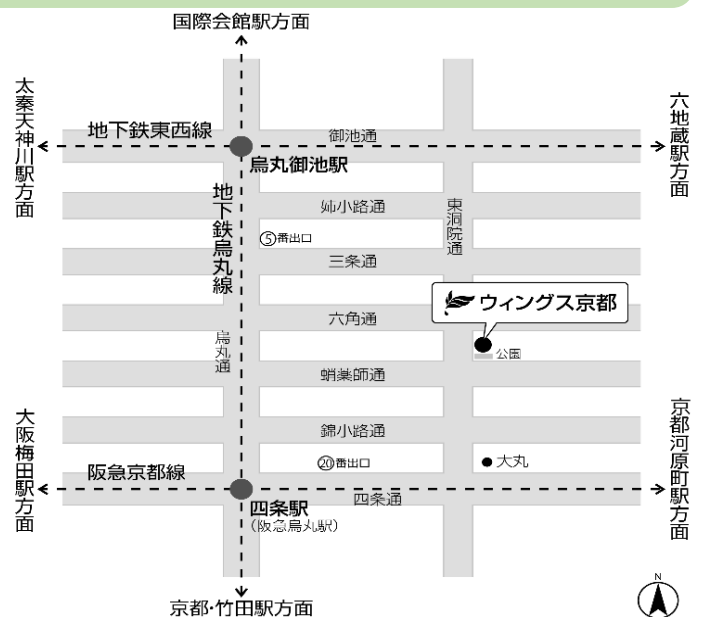 国際会館駅方面
太秦天神川駅方面
地下鉄東西線
御池通
六地蔵駅方面
烏丸御池駅
地下鉄烏丸線
姉小路通
東洞院通
⑤番出口
三条通
ウィングス京都
六角通
烏丸通
公園
蛸薬師通
大阪梅田駅方面
錦小路通
京都河原町駅方面
阪急京都線
⑳番出口
大丸
四条通
四条駅
(阪急烏丸駅)
京都・竹田駅方面
N